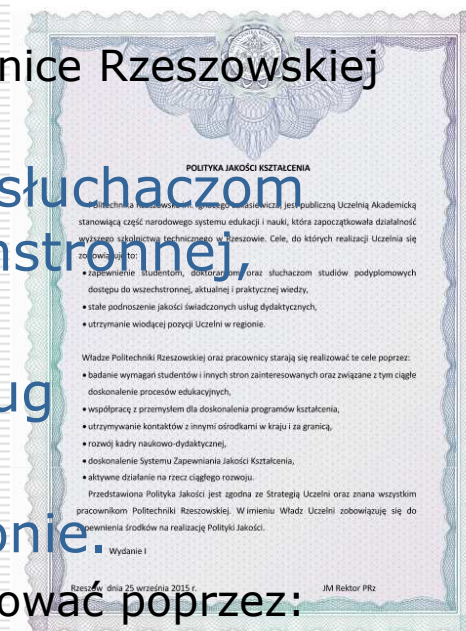 nice Rzeszowskiej
słuchaczom
nstronnej,
ug
onie.
ować poprzez:
POLITYKA JAKOŚCI KSZTAŁCENIA
Politechnika Rzeszowska im. Ignacego Łukasiewicza, jest publiczną Uczelnią Akademicką
stanowiącą część narodowego systemu edukacji i nauki, która zapoczątkowała działalność
wyższego szkolnictwa technicznego w Rzeszowie. Cele, do których realizacji Uczelnia się
zobowiązuje to:
• zapewnienie studentom, doktorantom oraz słuchaczom studiów podyplomowych
dostępu do wszechstronnej, aktualnej i praktycznej wiedzy,
• stałe podnoszenie jakości świadczonych usług dydaktycznych,
• utrzymanie wiodącej pozycji Uczelni w regionie.
Władze Politechniki Rzeszowskiej oraz pracownicy starają się realizować te cele poprzez:
• badanie wymagań studentów i innych stron zainteresowanych oraz związane z tym ciągłe
doskonalenie procesów edukacyjnych,
• współpracę z przemysłem dla doskonalenia programów kształcenia,
• utrzymywanie kontaktów z innymi ośrodkami w kraju i za granicą,
• rozwój kadry naukowo-dydaktycznej,
• doskonalenie Systemu Zapewniania Jakości Kształcenia,
• aktywne działanie na rzecz ciągłego rozwoju.
Przedstawiona Polityka Jakości jest zgodna ze Strategią Uczelni oraz znana wszystkim
pracownikom Politechniki Rzeszowskiej. W imieniu Władz Uczelni zobowiązuję się do
zapewnienia środków na realizację Polityki Jakości.
Wydanie I
Rzeszów dnia 25 września 2015 r.
JM Rektor PRz